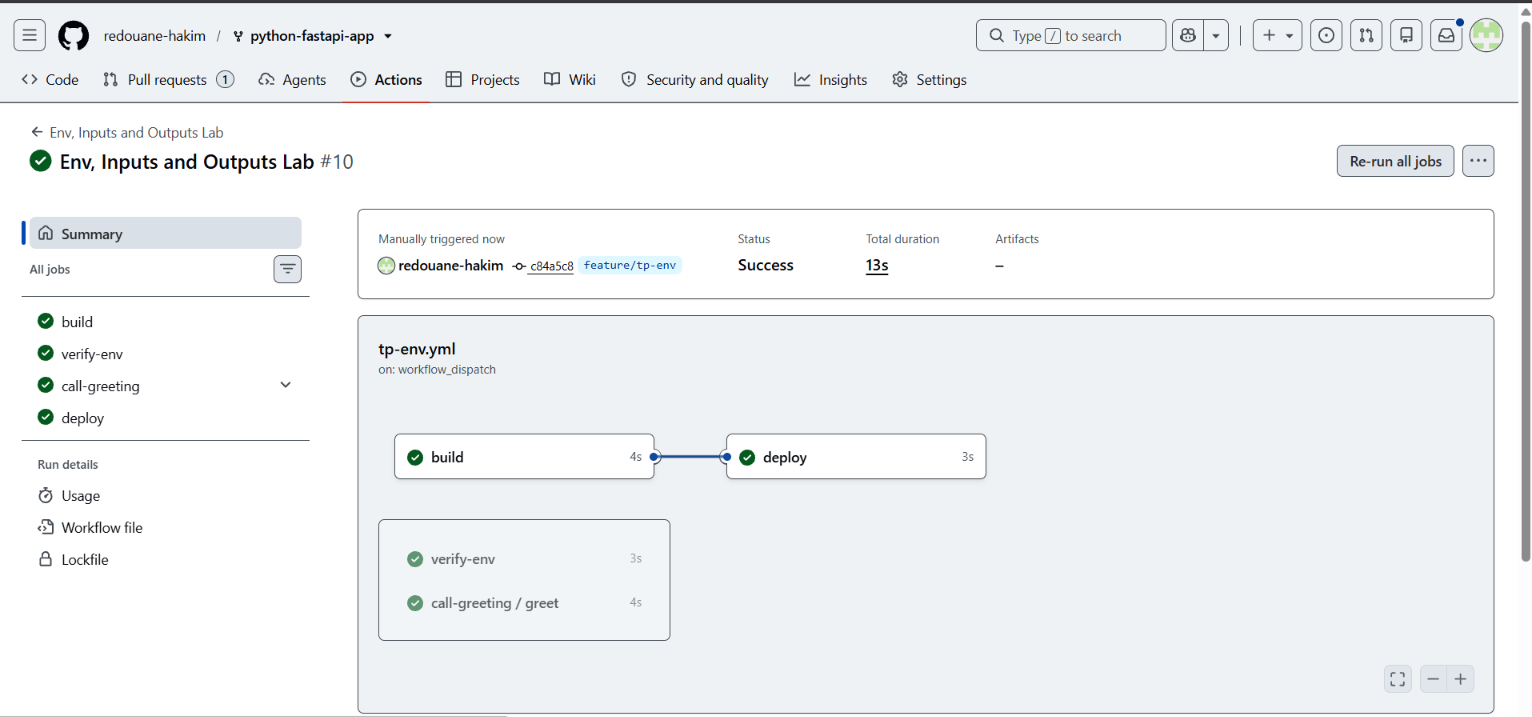 redouane-hakim / python-fastapi-app
Type / to search
Code
Pull requests 1
Agents
Actions
Projects
Wiki
Security and quality
Insights
Settings
← Env, Inputs and Outputs Lab
Env, Inputs and Outputs Lab #10
Re-run all jobs
Summary
All jobs
build
verify-env
call-greeting
deploy
Run details
Usage
Workflow file
Lockfile
Manually triggered now
redouane-hakim c84a5c8 feature/tp-env
Status
Success
Total duration
13s
Artifacts
–
tp-env.yml
on: workflow_dispatch
build 4s
deploy 3s
verify-env 3s
call-greeting / greet 4s